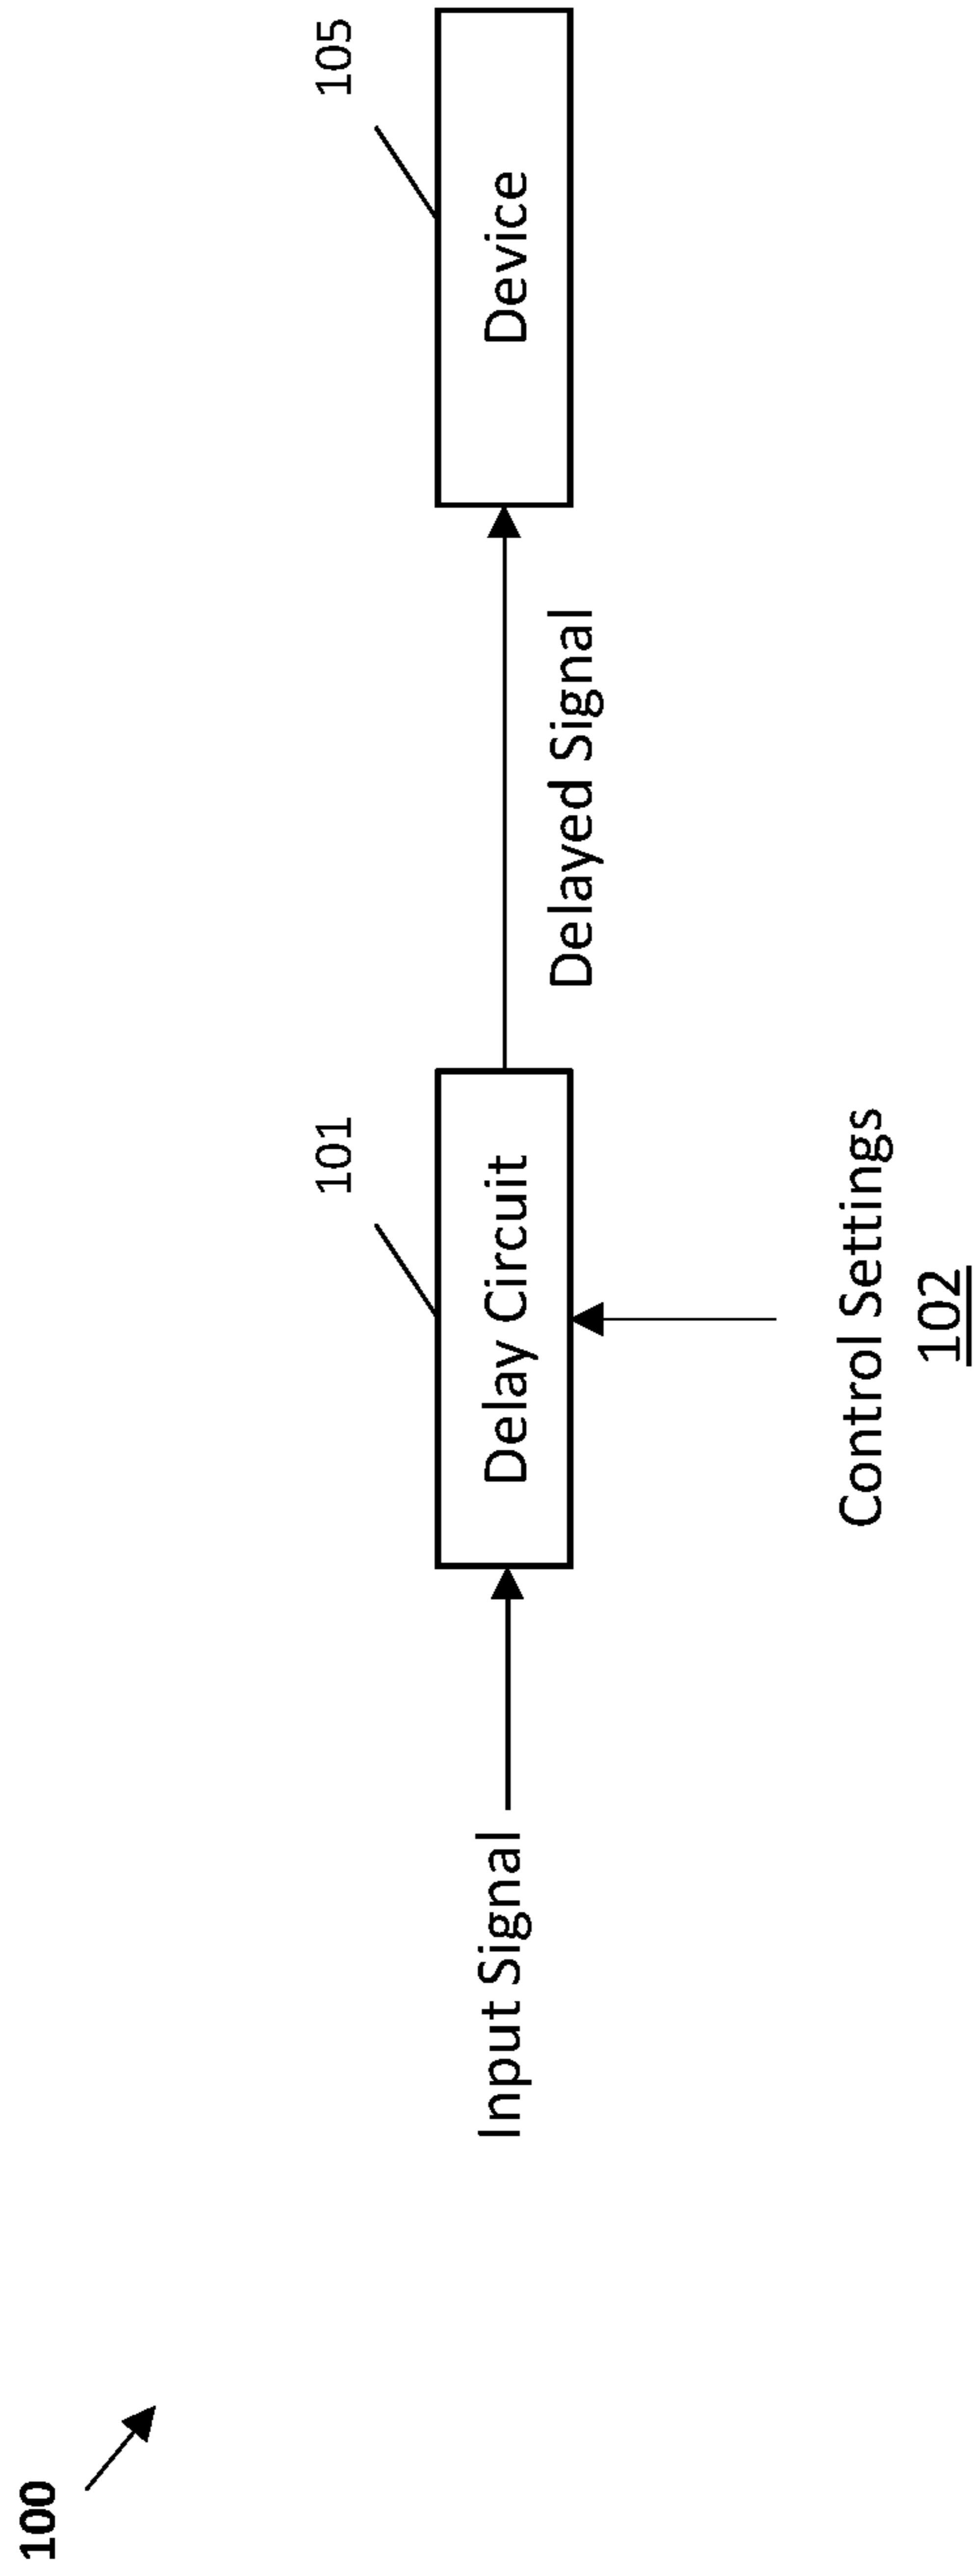 100
101
105
Input Signal
Delay Circuit
Device
Delayed Signal
Control Settings
102